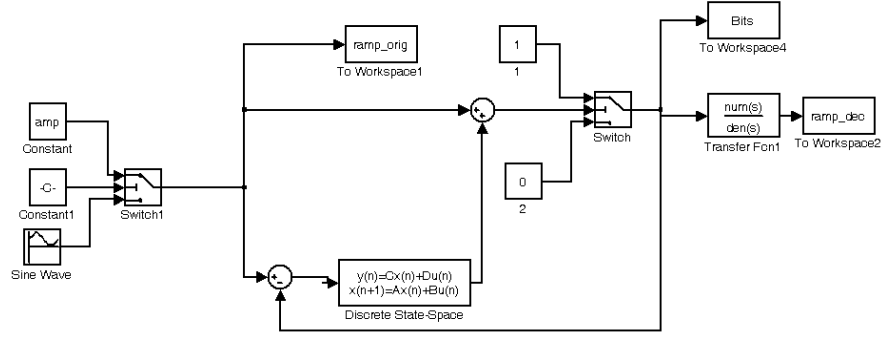 Bits
To Workspace4
ramp_orig
To Workspace1
1
1
amp
Constant
+
+
Switch
num(s)
den(s)
Transfer Fcn1
ramp_dec
To Workspace2
-C-
Constant1
Switch1
0
2
Sine Wave
+
-
y(n)=Cx(n)+Du(n)
x(n+1)=Ax(n)+Bu(n)
Discrete State-Space